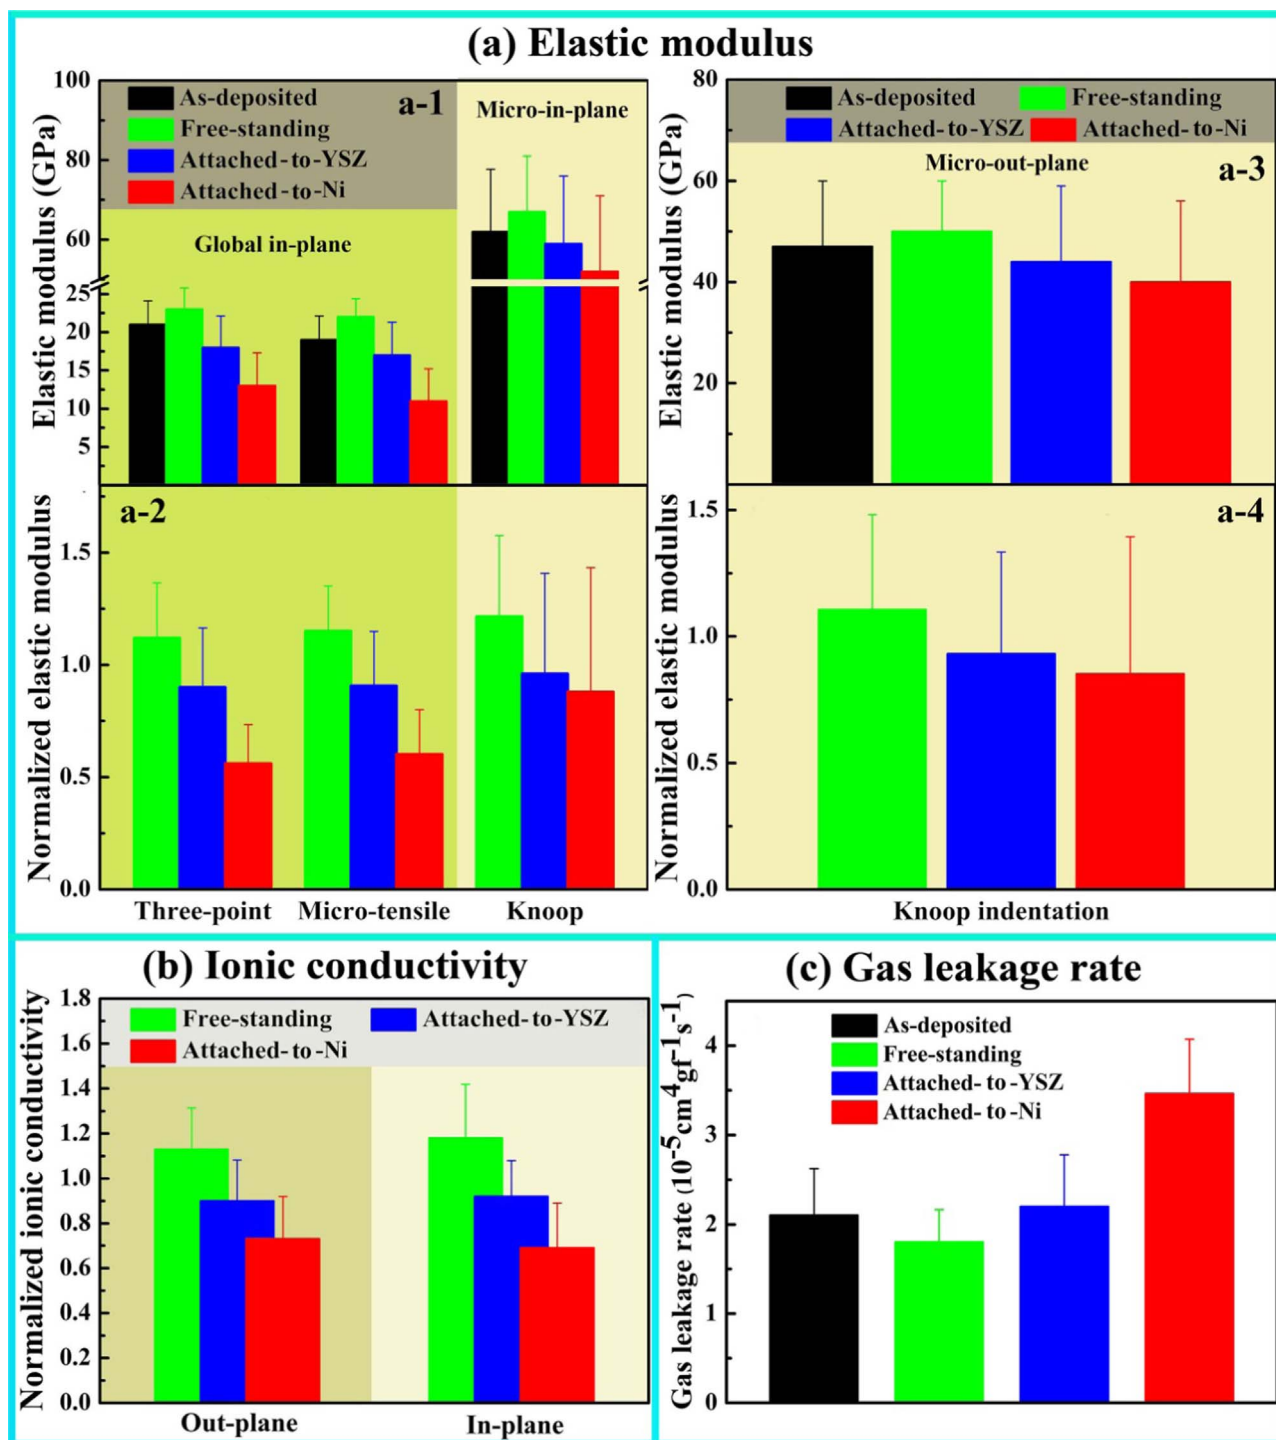 (a) Elastic modulus
Elastic modulus (GPa)
100
80
60
25
20
15
10
5
As-deposited
Free-standing
Attached-to-YSZ
Attached-to-Ni
a-1
Global in-plane
Micro-in-plane
Elastic modulus (GPa)
80
60
40
20
As-deposited
Free-standing
Attached-to-YSZ
Attached-to-Ni
Micro-out-plane
a-3
Normalized elastic modulus
1.5
1.0
0.5
0.0
a-2
Three-point
Micro-tensile
Knoop
Normalized elastic modulus
1.5
1.0
0.5
0.0
a-4
Knoop indentation
(b) Ionic conductivity
Normalized ionic conductivity
1.8
1.6
1.4
1.2
1.0
0.8
0.6
0.4
0.2
0.0
Free-standing
Attached-to-YSZ
Attached-to-Ni
Out-plane
In-plane
(c) Gas leakage rate
Gas leakage rate (10⁻⁵cm⁴gf⁻¹s⁻¹)
4
3
2
1
0
As-deposited
Free-standing
Attached-to-YSZ
Attached-to-Ni